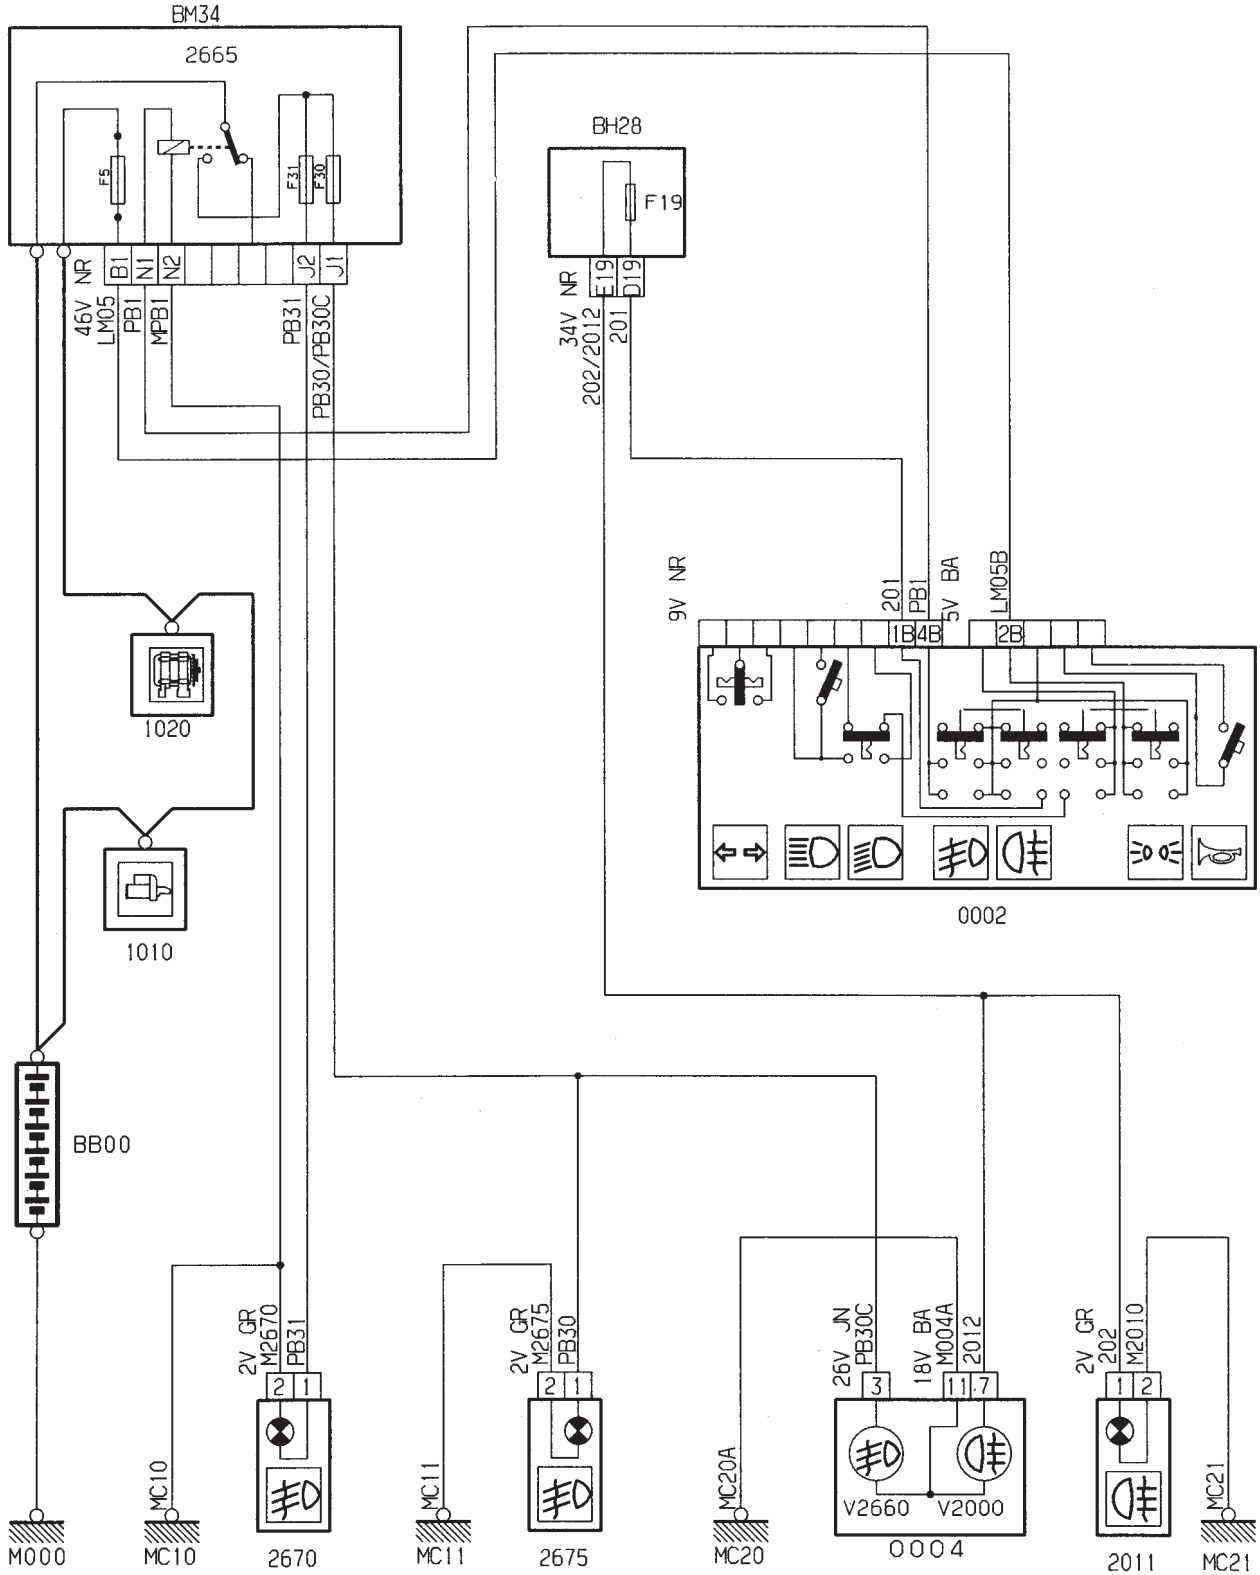 BM34
2665
F5
F31
F30
BH28
F19
46V NR
B1
N1
N2
J2
J1
LM05
PB1
MPB1
PB31
PB30/PB30C
34V NR
E19
D19
202/2012
201
9V NR
201
PB1
5V BA
LM05B
1B
4B
2B
1020
1010
0002
BB00
2V GR
M2670
PB31
2
1
2V GR
M2675
PB30
2
1
26V JN
PB30C
3
18V BA
M004A
2012
11
7
2V GR
202
M2010
1
2
MC10
MC11
MC20A
V2660
V2000
MC21
M000
MC10
2670
MC11
2675
MC20
0004
2011
MC21